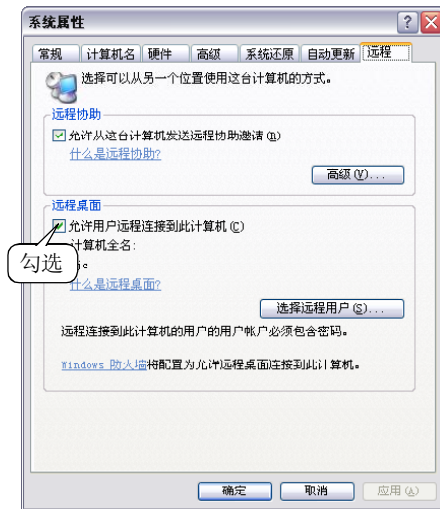 系统属性
常规 计算机名 硬件 高级 系统还原 自动更新 远程
选择可以从另一个位置使用这台计算机的方式。
远程协助
允许从这台计算机发送远程协助邀请(R)
什么是远程协助?
高级(V)...
远程桌面
允许用户远程连接到此计算机(C)
计算机全名:
勾选
什么是远程桌面?
选择远程用户(S)...
远程连接到此计算机的用户的用户帐户必须包含密码。
Windows 防火墙将配置为允许远程桌面连接到此计算机。
确定 取消 应用(A)